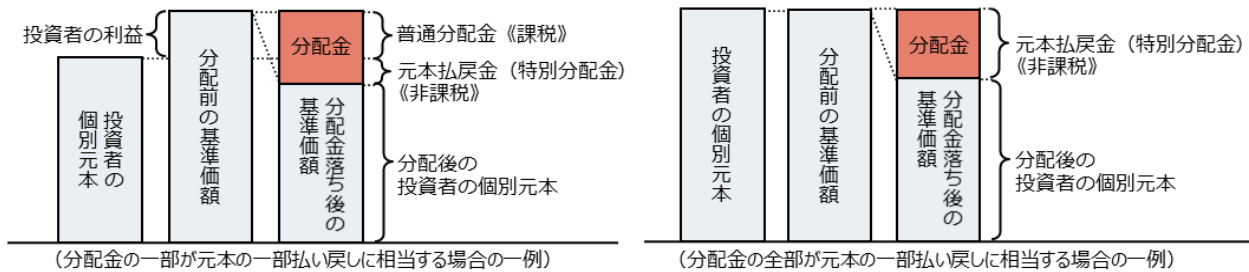 投資者の利益
投資者の
個別元本
分配前の基準価額
分配金
分配金落ち後の
基準価額
普通分配金《課税》
元本払戻金（特別分配金）
《非課税》
分配後の
投資者の個別元本
（分配金の一部が元本の一部払い戻しに相当する場合の一例）
投資者の個別元本
分配前の基準価額
分配金
分配金落ち後の
基準価額
元本払戻金（特別分配金）
《非課税》
分配後の
投資者の個別元本
（分配金の全部が元本の一部払い戻しに相当する場合の一例）